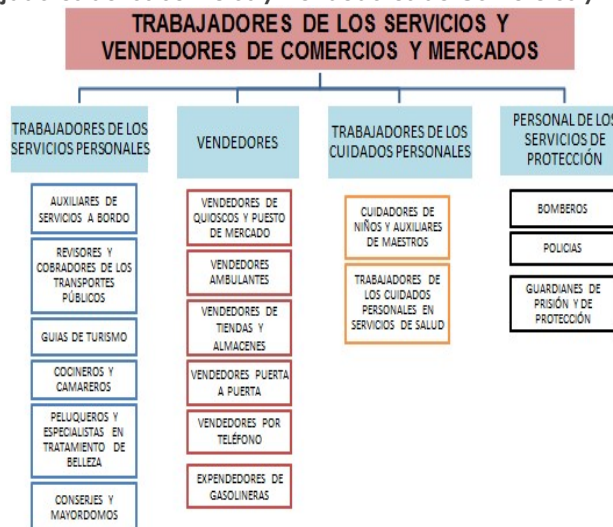 TRABAJADORES DE LOS SERVICIOS Y
VENDEDORES DE COMERCIOS Y MERCADOS
TRABAJADORES DE LOS
SERVICIOS PERSONALES
AUXILIARES DE
SERVICIOS A BORDO
REVISORES Y
COBRADORES DE LOS
TRANSPORTES
PÚBLICOS
GUIAS DE TURISMO
COCINEROS Y
CAMAREROS
PELUQUEROS Y
ESPECIALISTAS EN
TRATAMIENTO DE
BELLEZA
CONSERJES Y
MAYORDOMOS
VENDEDORES
VENDEDORES DE
QUIOSCOS Y PUESTO
DE MERCADO
VENDEDORES
AMBULANTES
VENDEDORES DE
TIENDAS Y
ALMACENES
VENDEDORES PUERTA
A PUERTA
VENDEDORES POR
TELÉFONO
EXPENDEDORES DE
GASOLINERAS
TRABAJADORES DE LOS
CUIDADOS PERSONALES
CUIDADORES DE
NIÑOS Y AUXILIARES
DE MAESTROS
TRABAJADORES DE
LOS CUIDADOS
PERSONALES EN
SERVICIOS DE SALUD
PERSONAL DE LOS
SERVICIOS DE
PROTECCIÓN
BOMBEROS
POLICIAS
GUARDIANES DE
PRISIÓN Y DE
PROTECCIÓN